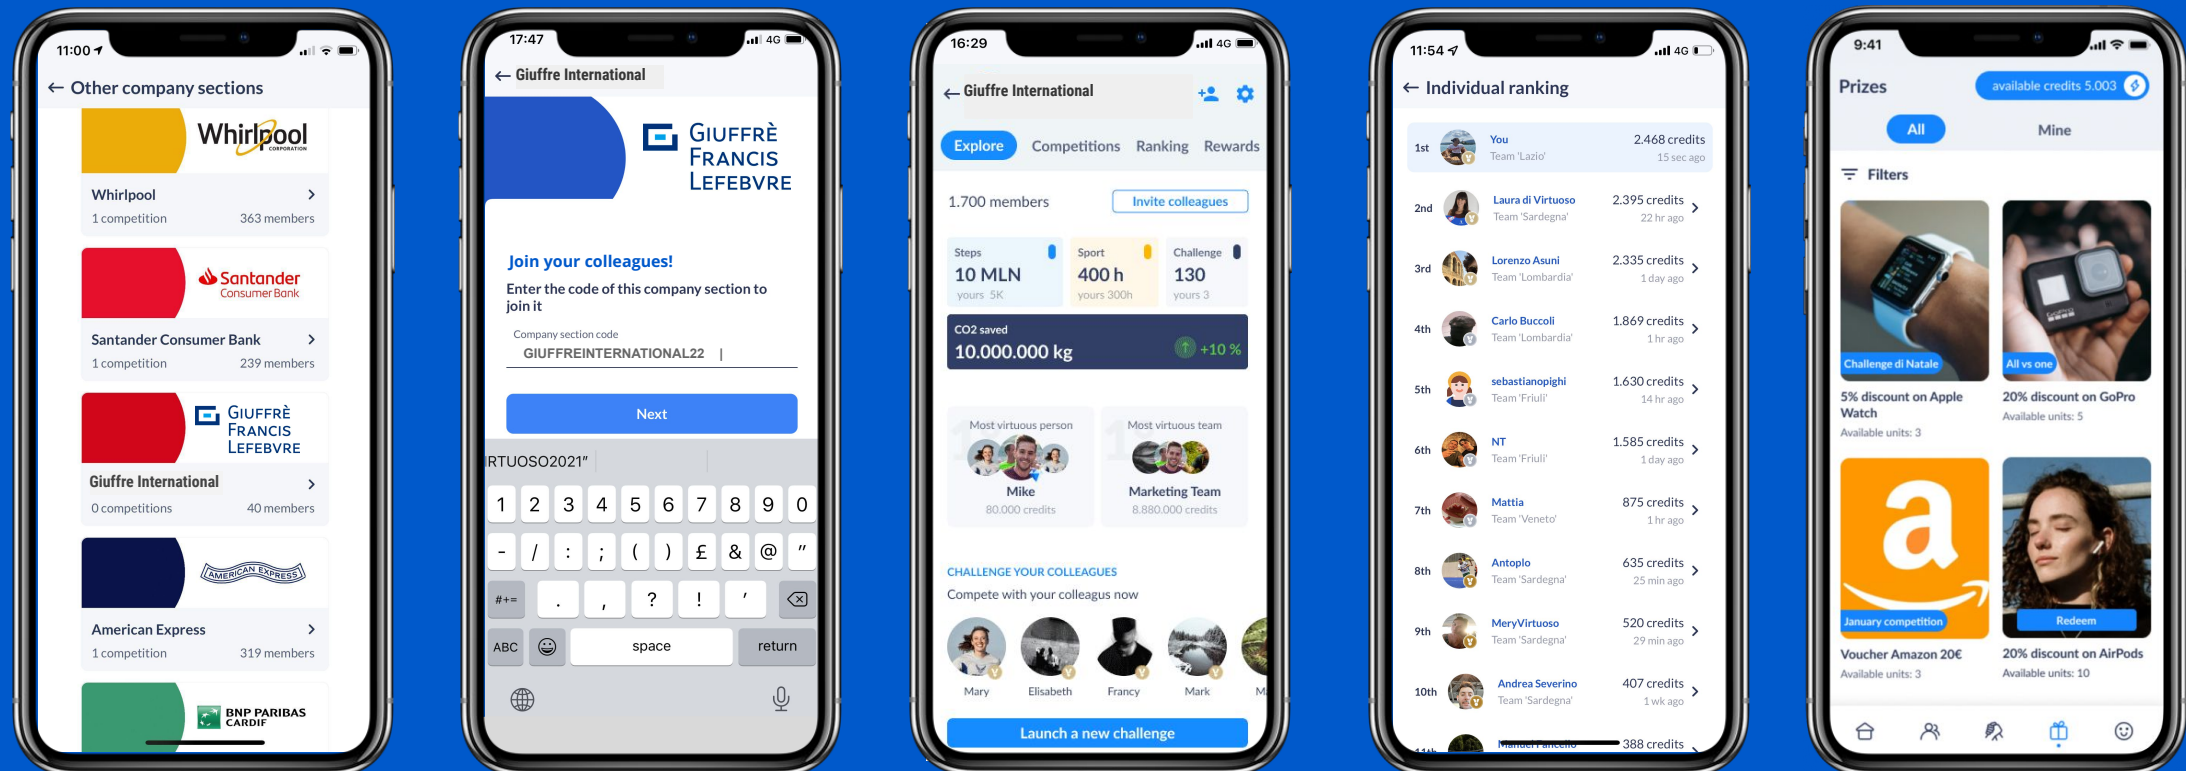 11:00
Other company sections
Whirlpool
CORPORATION
Whirlpool
1 competition
363 members
Santander
Consumer Bank
Santander Consumer Bank
1 competition
239 members
GIUFFRÈ
FRANCIS
LEFEBVRE
Giuffre International
0 competitions
40 members
AMERICAN EXPRESS
American Express
1 competition
319 members
BNP PARIBAS
CARDIF
17:47
4G
Giuffre International
GIUFFRÈ
FRANCIS
LEFEBVRE
Join your colleagues!
Enter the code of this company section to
join it
Company section code
GIUFFREINTERNATIONAL22
Next
RTUOSO2021"
1 2 3 4 5 6 7 8 9 0
- / : ; ( ) £ & @ "
#+= . , ? ! '
ABC space return
16:29
4G
Giuffre International
Explore Competitions Ranking Rewards
1.700 members
Invite colleagues
Steps
10 MLN
yours 5K
Sport
400 h
yours 300h
Challenge
130
yours 3
CO2 saved
10.000.000 kg
+10 %
Most virtuous person
Mike
80.000 credits
Most virtuous team
Marketing Team
8.880.000 credits
CHALLENGE YOUR COLLEAGUES
Compete with your colleagus now
Mary Elisabeth Francy Mark
Launch a new challenge
11:54
4G
Individual ranking
1st
You
Team 'Lazio'
2.468 credits
15 sec ago
2nd
Laura di Virtuoso
Team 'Sardegna'
2.395 credits
22 hr ago
3rd
Lorenzo Asuni
Team 'Lombardia'
2.335 credits
1 day ago
4th
Carlo Buccoli
Team 'Lombardia'
1.869 credits
1 hr ago
5th
sebastianopighi
Team 'Friuli'
1.630 credits
14 hr ago
6th
NT
Team 'Friuli'
1.585 credits
1 day ago
7th
Mattia
Team 'Veneto'
875 credits
1 hr ago
8th
Antoplo
Team 'Sardegna'
635 credits
25 min ago
9th
MeryVirtuoso
Team 'Sardegna'
520 credits
29 min ago
10th
Andrea Severino
Team 'Sardegna'
407 credits
1 wk ago
11th
388 credits
9:41
Prizes
available credits 5.003
All
Mine
Filters
Challenge di Natale
5% discount on Apple
Watch
Available units: 3
GoPro
All vs one
20% discount on GoPro
Available units: 5
a
January competition
Voucher Amazon 20€
Available units: 3
Redeem
20% discount on AirPods
Available units: 10